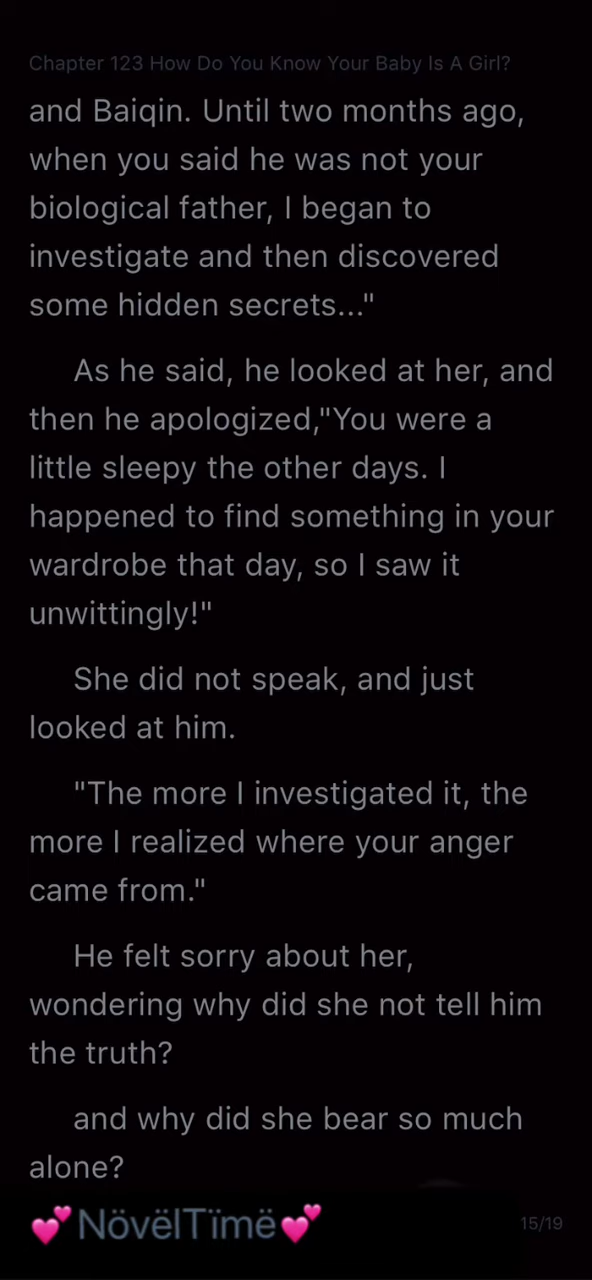 Chapter 123 How Do You Know Your Baby Is A Girl?
and Baiqin. Until two months ago,
when you said he was not your
biological father, I began to
investigate and then discovered
some hidden secrets..."
As he said, he looked at her, and
then he apologized,"You were a
little sleepy the other days. I
happened to find something in your
wardrobe that day, so I saw it
unwittingly!"
She did not speak, and just
looked at him.
"The more I investigated it, the
more I realized where your anger
came from."
He felt sorry about her,
wondering why did she not tell him
the truth?
and why did she bear so much
alone?
💕NövëlTïmë💕
15/19